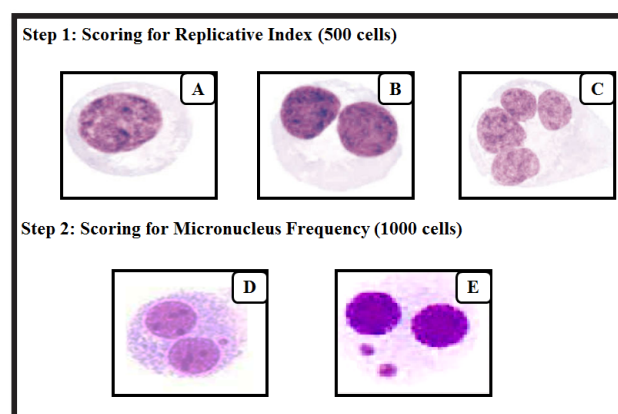 Step 1: Scoring for Replicative Index (500 cells)
A
B
C
Step 2: Scoring for Micronucleus Frequency (1000 cells)
D
E